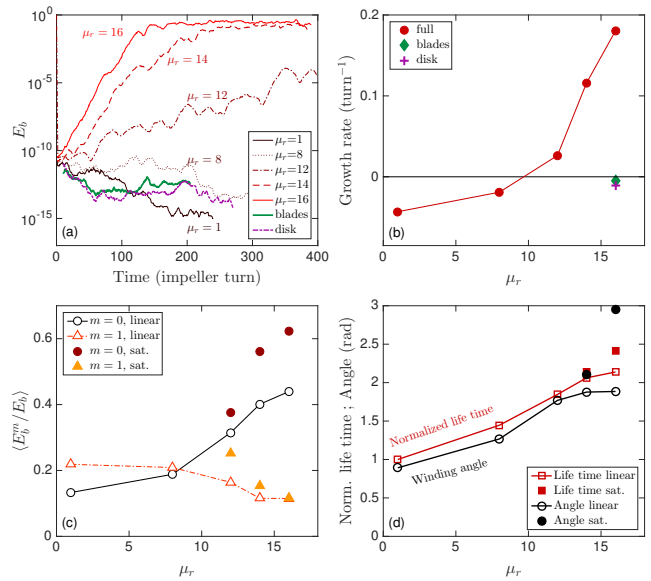 10^0
10^-5
10^-10
10^-15
E_b
μ_r = 16
μ_r = 14
μ_r = 12
μ_r = 8
μ_r = 1
μ_r=1
μ_r=8
μ_r=12
μ_r=14
μ_r=16
blades
disk
(a)
0 100 200 300 400
Time (impeller turn)
0.2
0.1
0
Growth rate (turn^-1)
full
blades
disk
(b)
0 5 10 15
μ_r
0.6
0.4
0.2
0
⟨E_b^m/E_b⟩
m = 0, linear
m = 1, linear
m = 0, sat.
m = 1, sat.
(c)
0 5 10 15
μ_r
3
2.5
2
1.5
1
0.5
0
Norm. life time ; Angle (rad)
Normalized life time
Winding angle
Life time linear
Life time sat.
Angle linear
Angle sat.
(d)
0 5 10 15
μ_r